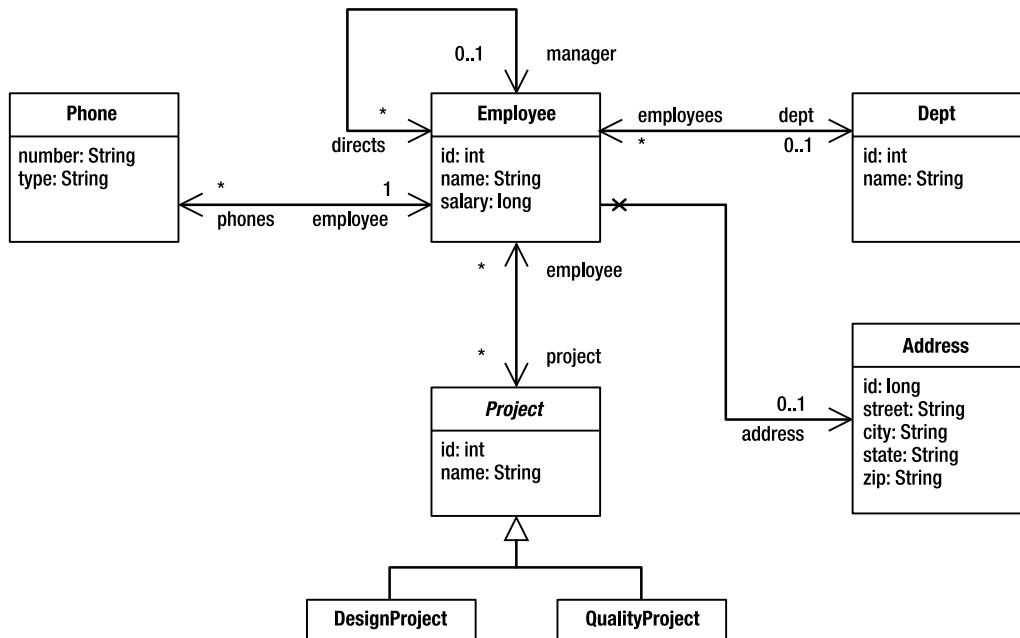 0..1 manager
Phone
number: String
type: String
* directs
Employee
id: int
name: String
salary: long
employees dept
* 0..1
Dept
id: int
name: String
* 1
phones employee
* employee
* project
Project
id: int
name: String
0..1
address
Address
id: long
street: String
city: String
state: String
zip: String
DesignProject
QualityProject